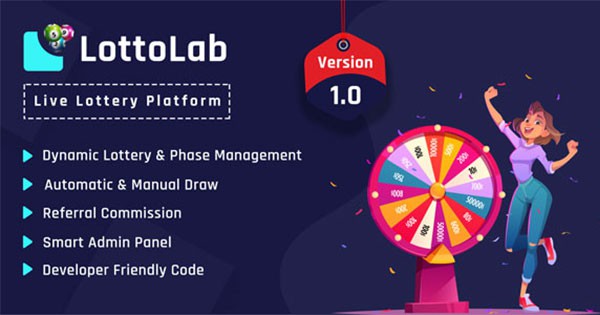 LottoLab
Live Lottery Platform
Version
1.0
Dynamic Lottery & Phase Management
Automatic & Manual Draw
Referral Commission
Smart Admin Panel
Developer Friendly Code